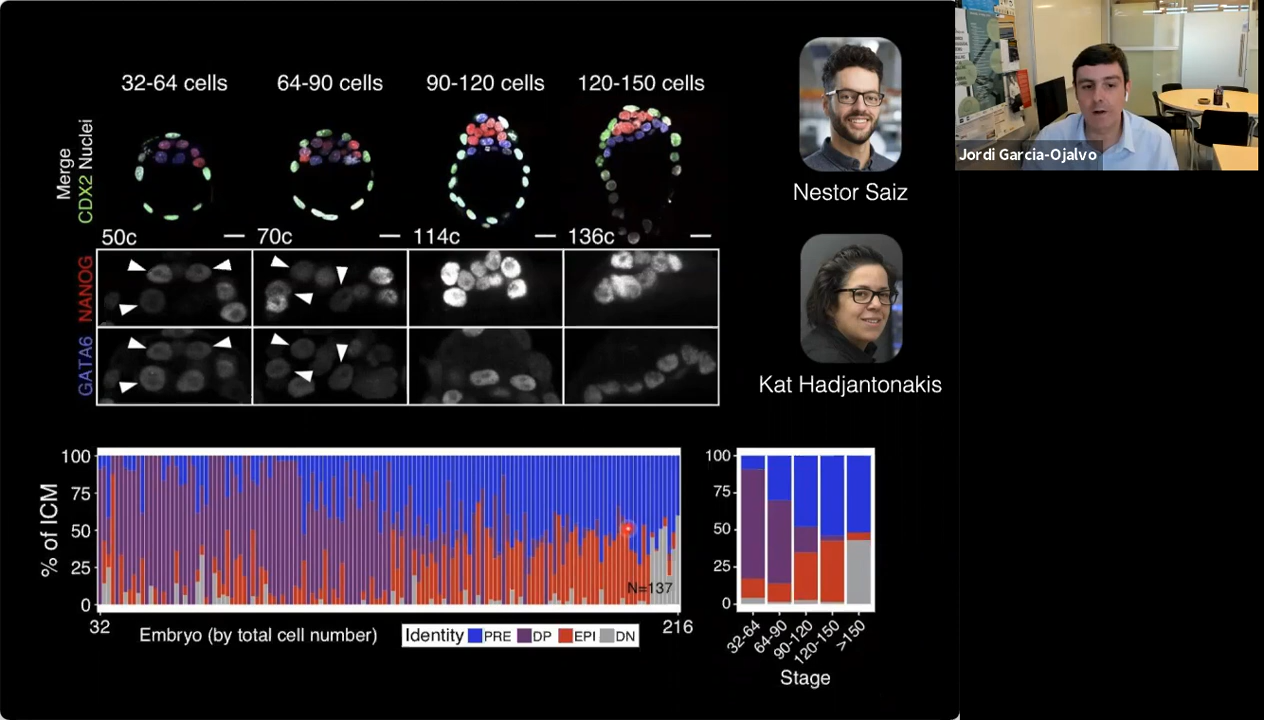 32-64 cells
64-90 cells
90-120 cells
120-150 cells
Merge
CDX2 Nuclei
50c
70c
114c
136c
NANOG
GATA6
Nestor Saiz
Kat Hadjantonakis
Jordi Garcia-Ojalvo
% of ICM
100
75
50
25
0
N=137
32
216
Embryo (by total cell number)
Identity PRE DP EPI DN
100
75
50
25
0
32-64
64-90
90-120
120-150
>150
Stage